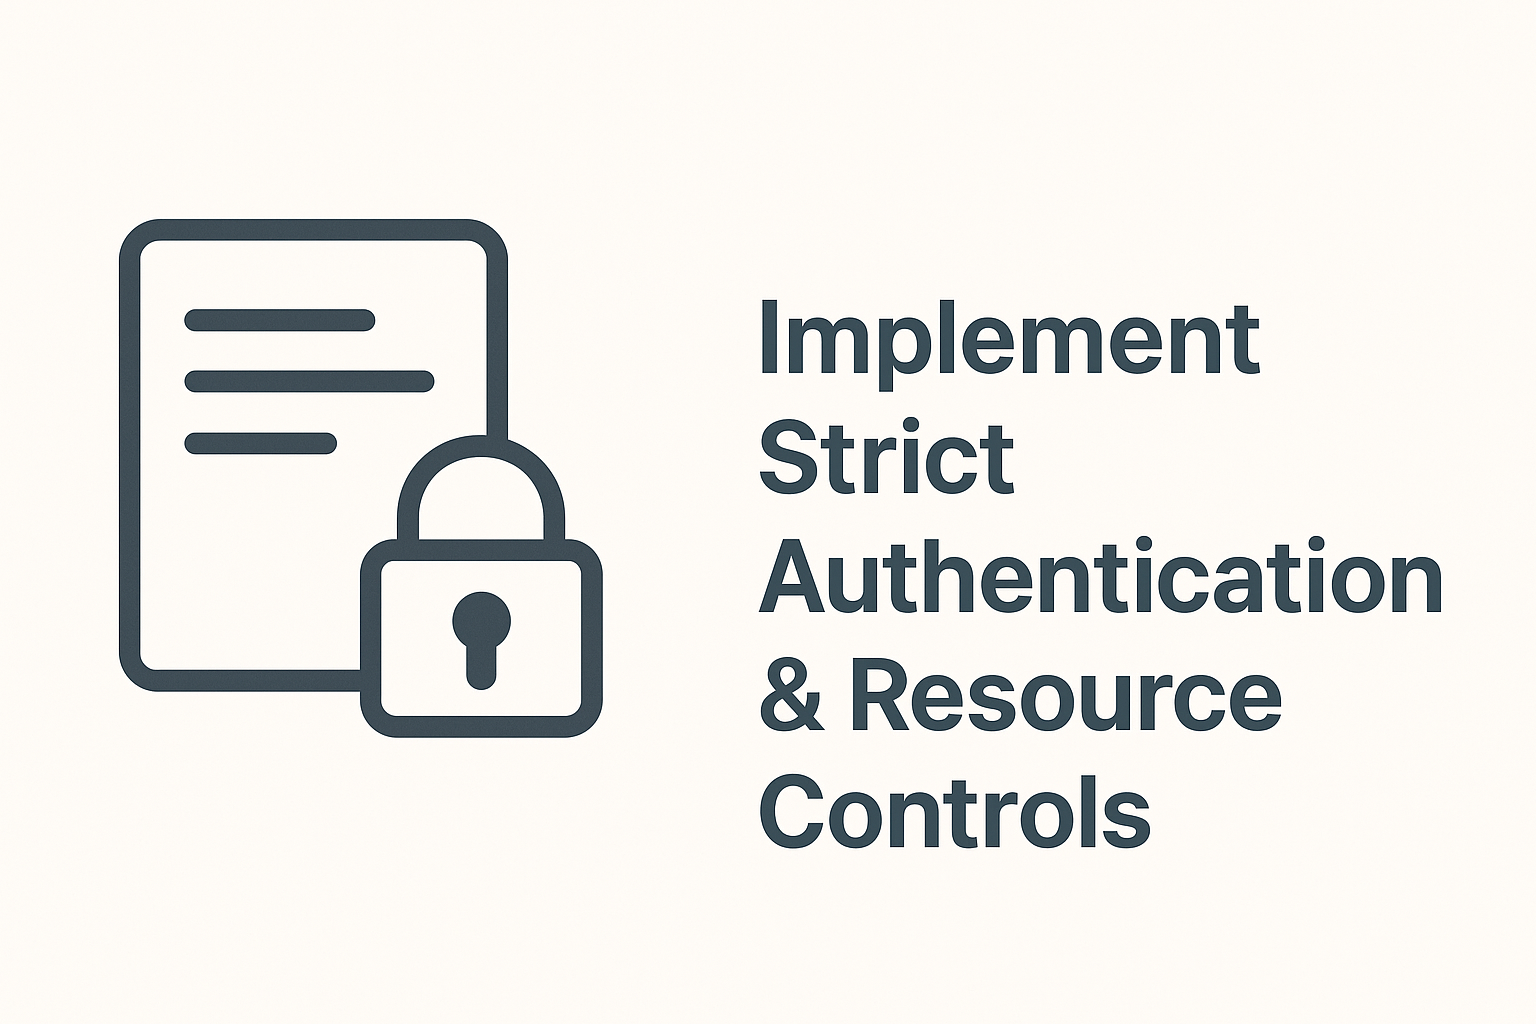 Implement
Strict
Authentication
& Resource
Controls